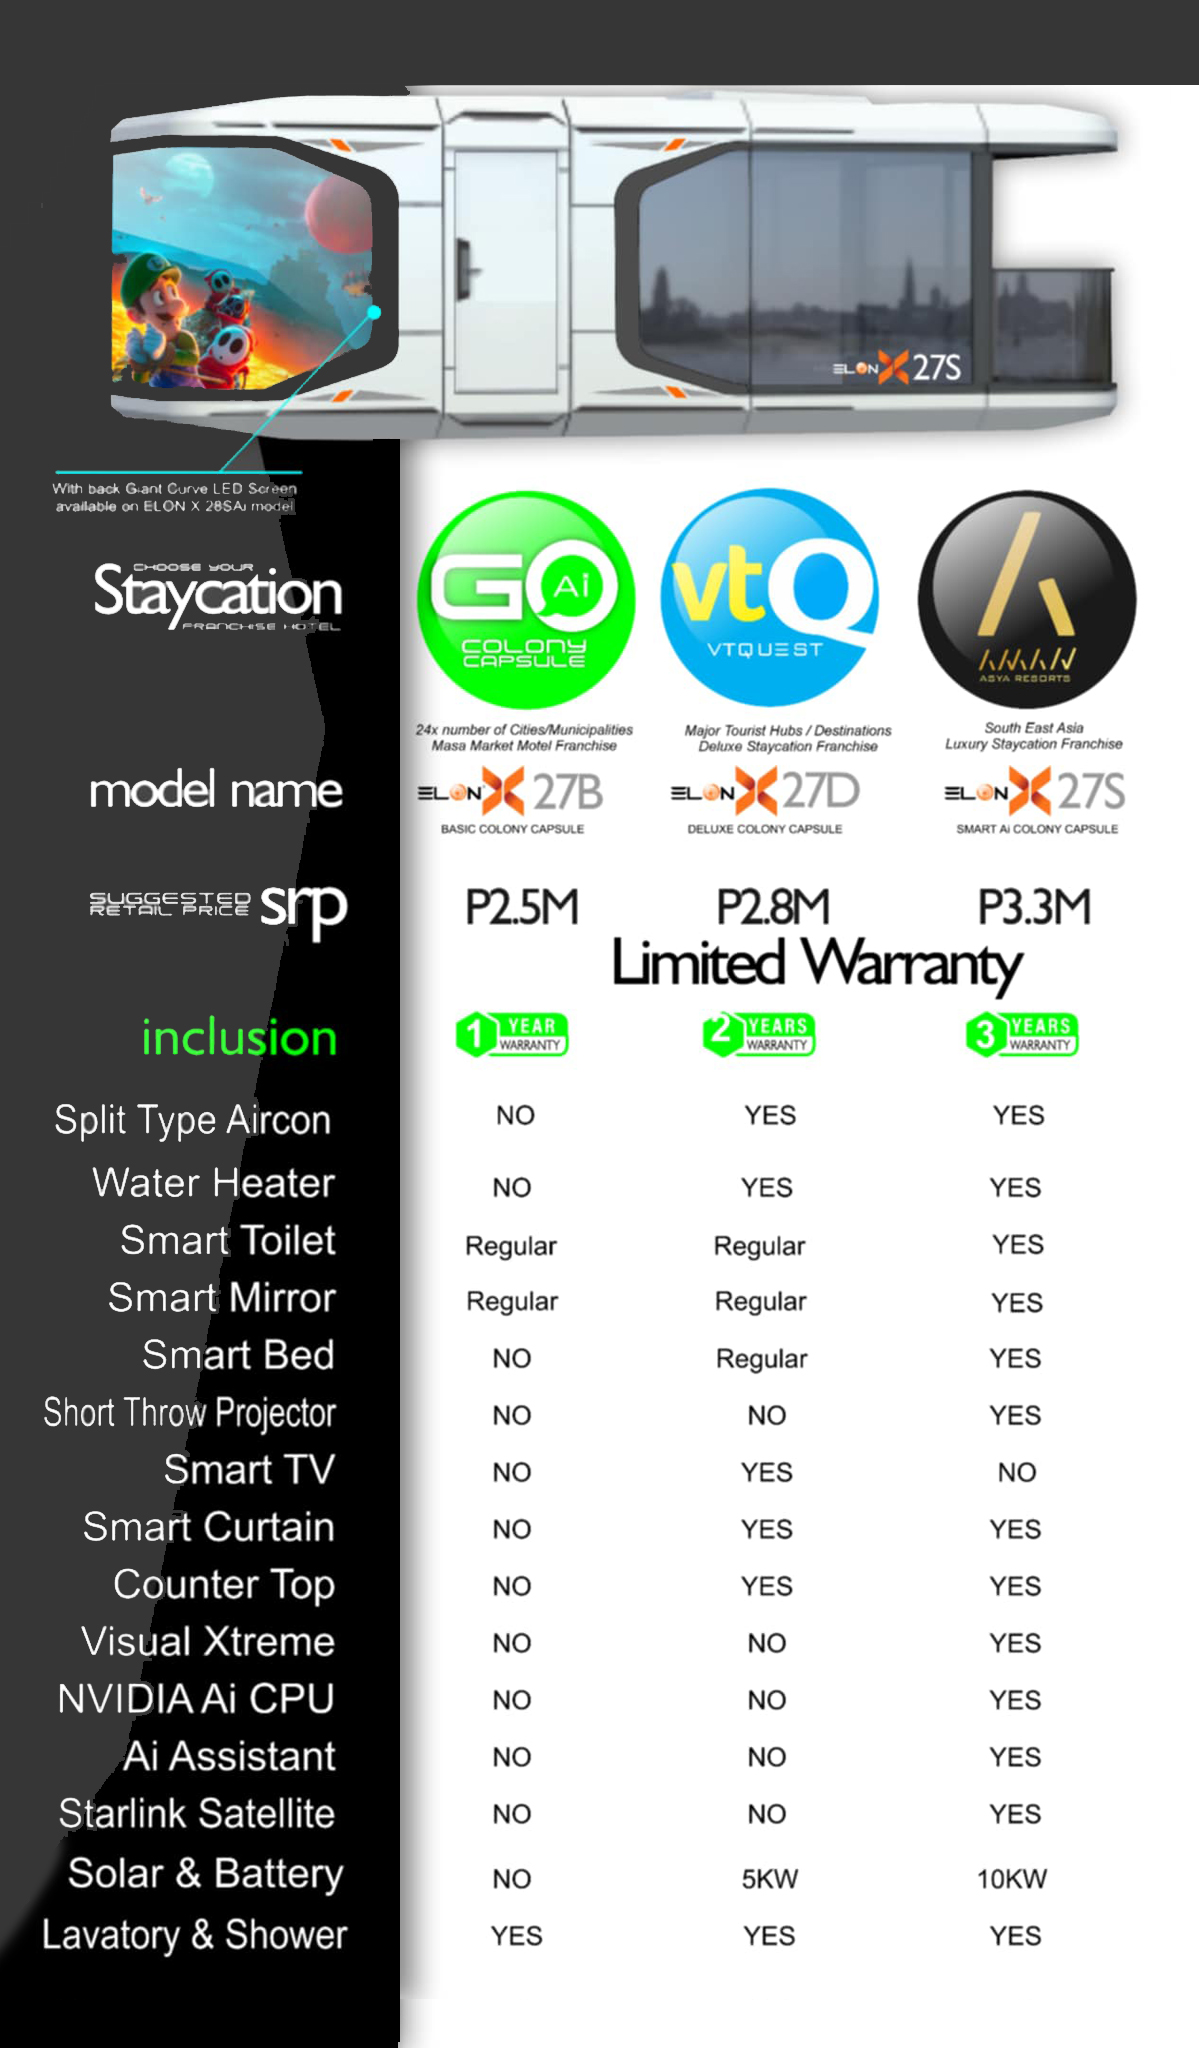 ELON X 27S
With back Giant Curve LED Screen
available on ELON X 28SAi model
CHOOSE YOUR
Staycation
FRANCHISE HOTEL
GO Ai
COLONY
CAPSULE
vtQ
VTQUEST
AMAN
ASYA RESORTS
24x number of Cities/Municipalities
Masa Market Motel Franchise
Major Tourist Hubs / Destinations
Deluxe Staycation Franchise
South East Asia
Luxury Staycation Franchise
model name
ELON X 27B
BASIC COLONY CAPSULE
ELON X 27D
DELUXE COLONY CAPSULE
ELON X 27S
SMART Ai COLONY CAPSULE
SUGGESTED
RETAIL PRICE srp P2.5M P2.8M P3.3M
Limited Warranty
inclusion
1 YEAR
WARRANTY
2 YEARS
WARRANTY
3 YEARS
WARRANTY
Split Type Aircon NO YES YES
Water Heater NO YES YES
Smart Toilet Regular Regular YES
Smart Mirror Regular Regular YES
Smart Bed NO Regular YES
Short Throw Projector NO NO YES
Smart TV NO YES NO
Smart Curtain NO YES YES
Counter Top NO YES YES
Visual Xtreme NO NO YES
NVIDIA Ai CPU NO NO YES
Ai Assistant NO NO YES
Starlink Satellite NO NO YES
Solar & Battery NO 5KW 10KW
Lavatory & Shower YES YES YES